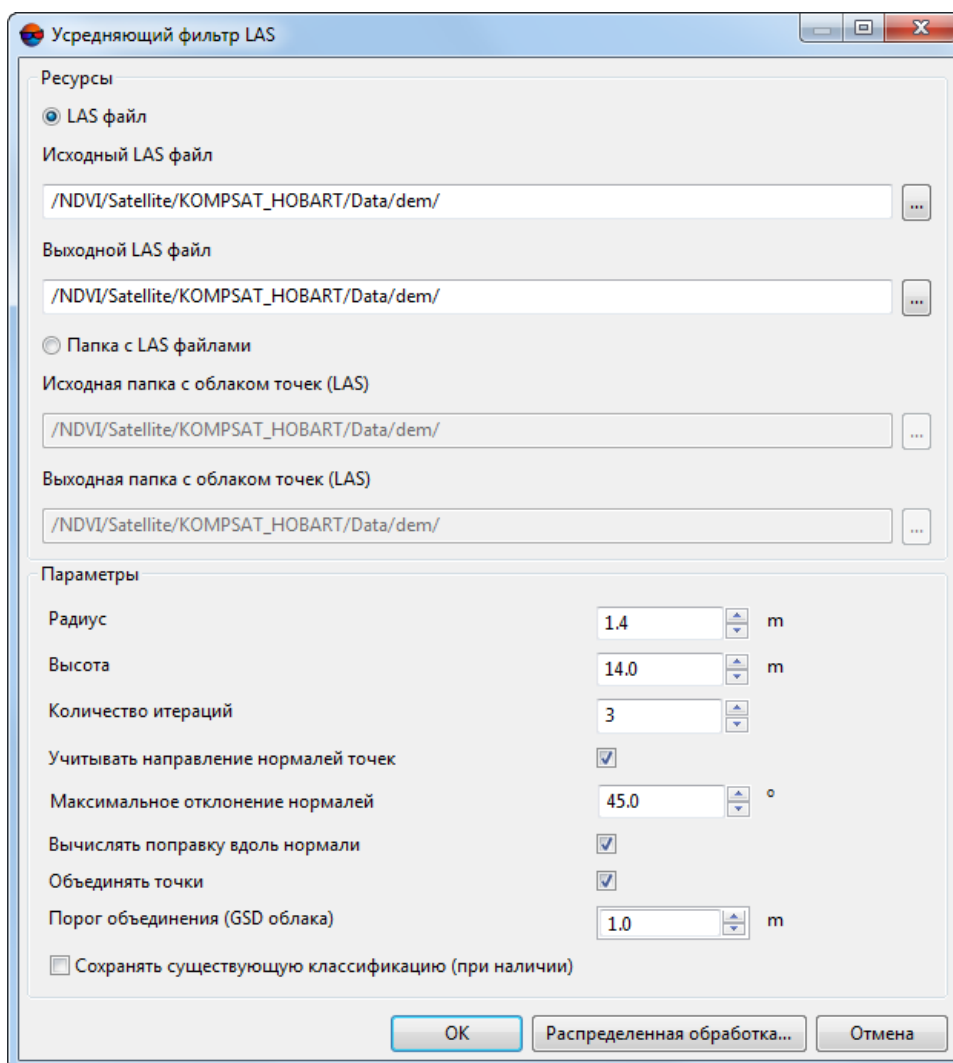 Усредняющий фильтр LAS
Ресурсы
LAS файл
Исходный LAS файл
/NDVI/Satellite/KOMPSAT_HOBART/Data/dem/
...
Выходной LAS файл
/NDVI/Satellite/KOMPSAT_HOBART/Data/dem/
...
Папка с LAS файлами
Исходная папка с облаком точек (LAS)
/NDVI/Satellite/KOMPSAT_HOBART/Data/dem/
...
Выходная папка с облаком точек (LAS)
/NDVI/Satellite/KOMPSAT_HOBART/Data/dem/
...
Параметры
Радиус 1.4 m
Высота 14.0 m
Количество итераций 3
Учитывать направление нормалей точек
Максимальное отклонение нормалей 45.0 °
Вычислять поправку вдоль нормали
Объединять точки
Порог объединения (GSD облака) 1.0 m
Сохранять существующую классификацию (при наличии)
OK Распределенная обработка... Отмена